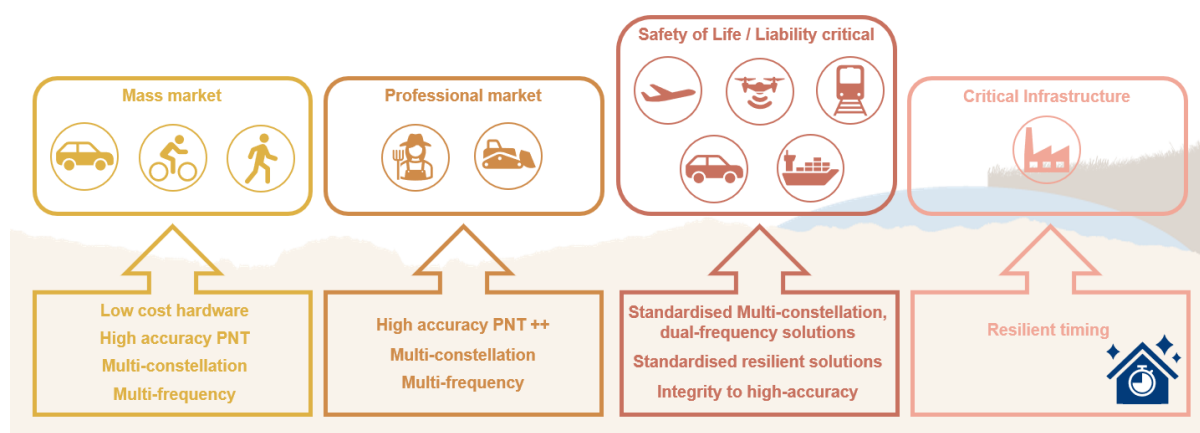 Mass market
Professional market
Safety of Life / Liability critical
Critical Infrastructure
Low cost hardware
High accuracy PNT
Multi-constellation
Multi-frequency
High accuracy PNT ++
Multi-constellation
Multi-frequency
Standardised Multi-constellation,
dual-frequency solutions
Standardised resilient solutions
Integrity to high-accuracy
Resilient timing